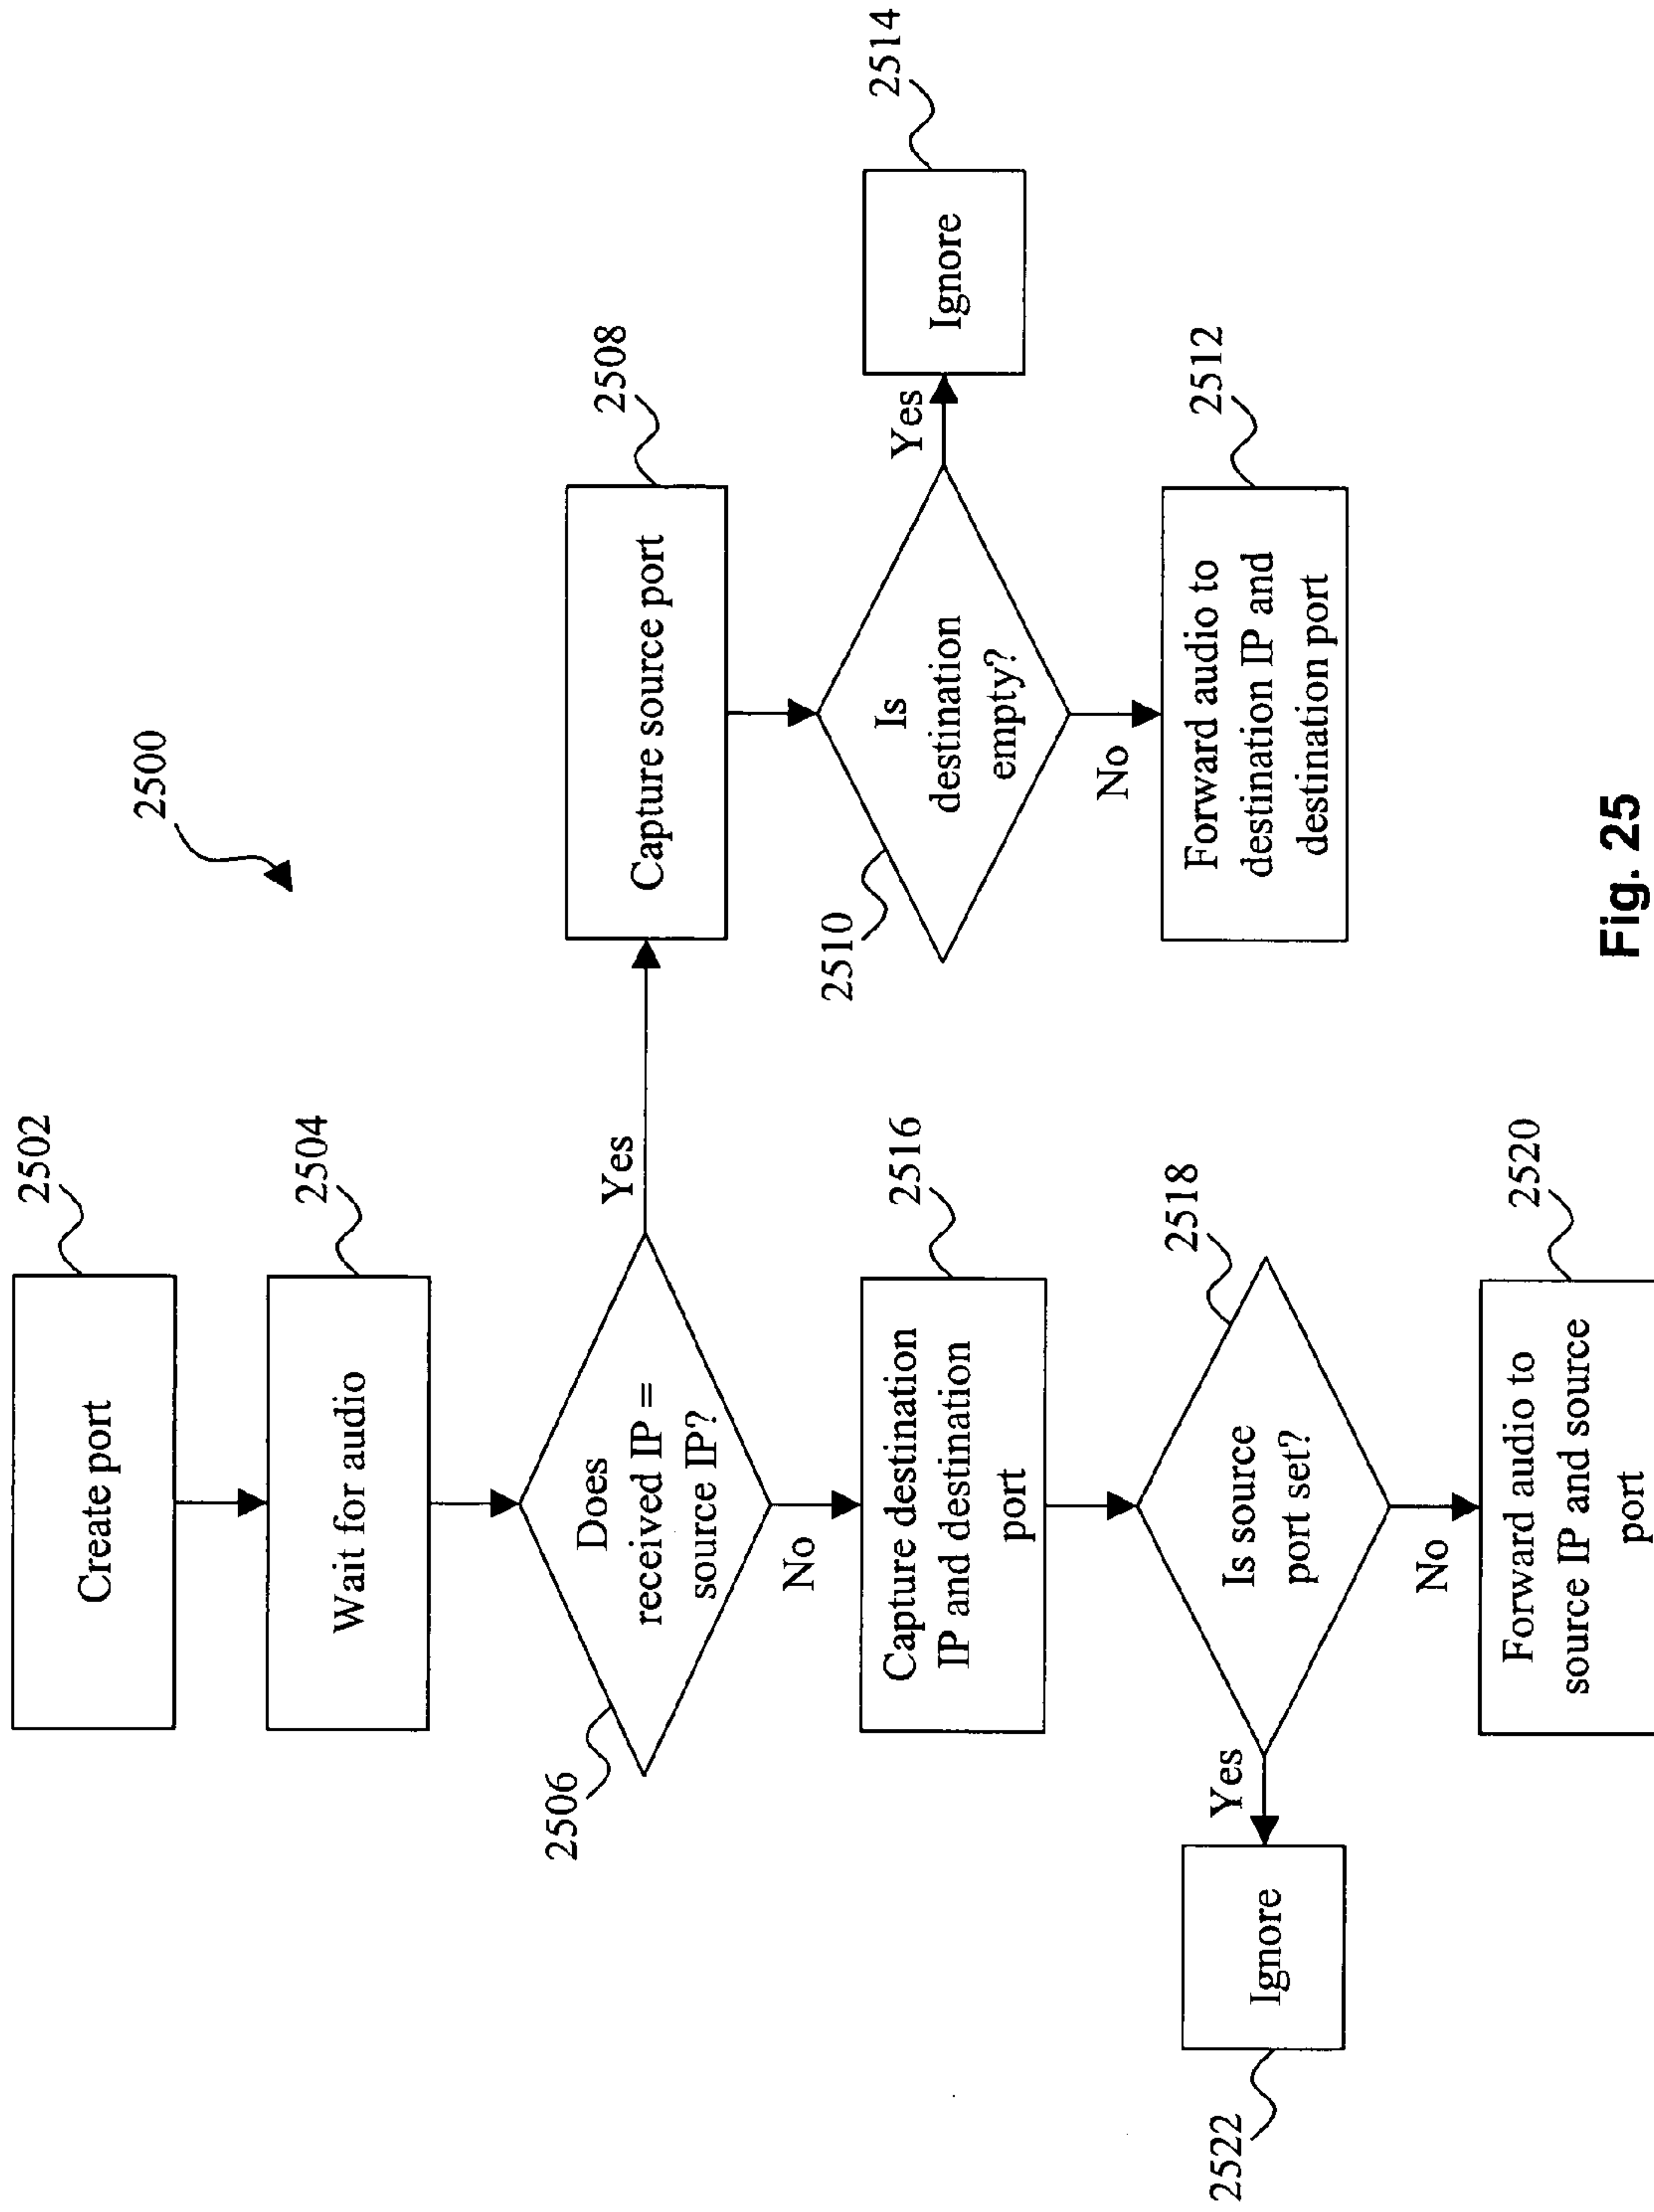 2500
Create port
2502
Wait for audio
2504
Does
received IP =
source IP?
2506
Yes
No
Capture source port
2508
Is
destination
empty?
2510
Yes
Ignore
2514
No
Forward audio to
destination IP and
destination port
2512
Capture destination
IP and destination
port
2516
Is source
port set?
2518
Yes
Ignore
2522
No
Forward audio to
source IP and source
port
2520
Fig. 25